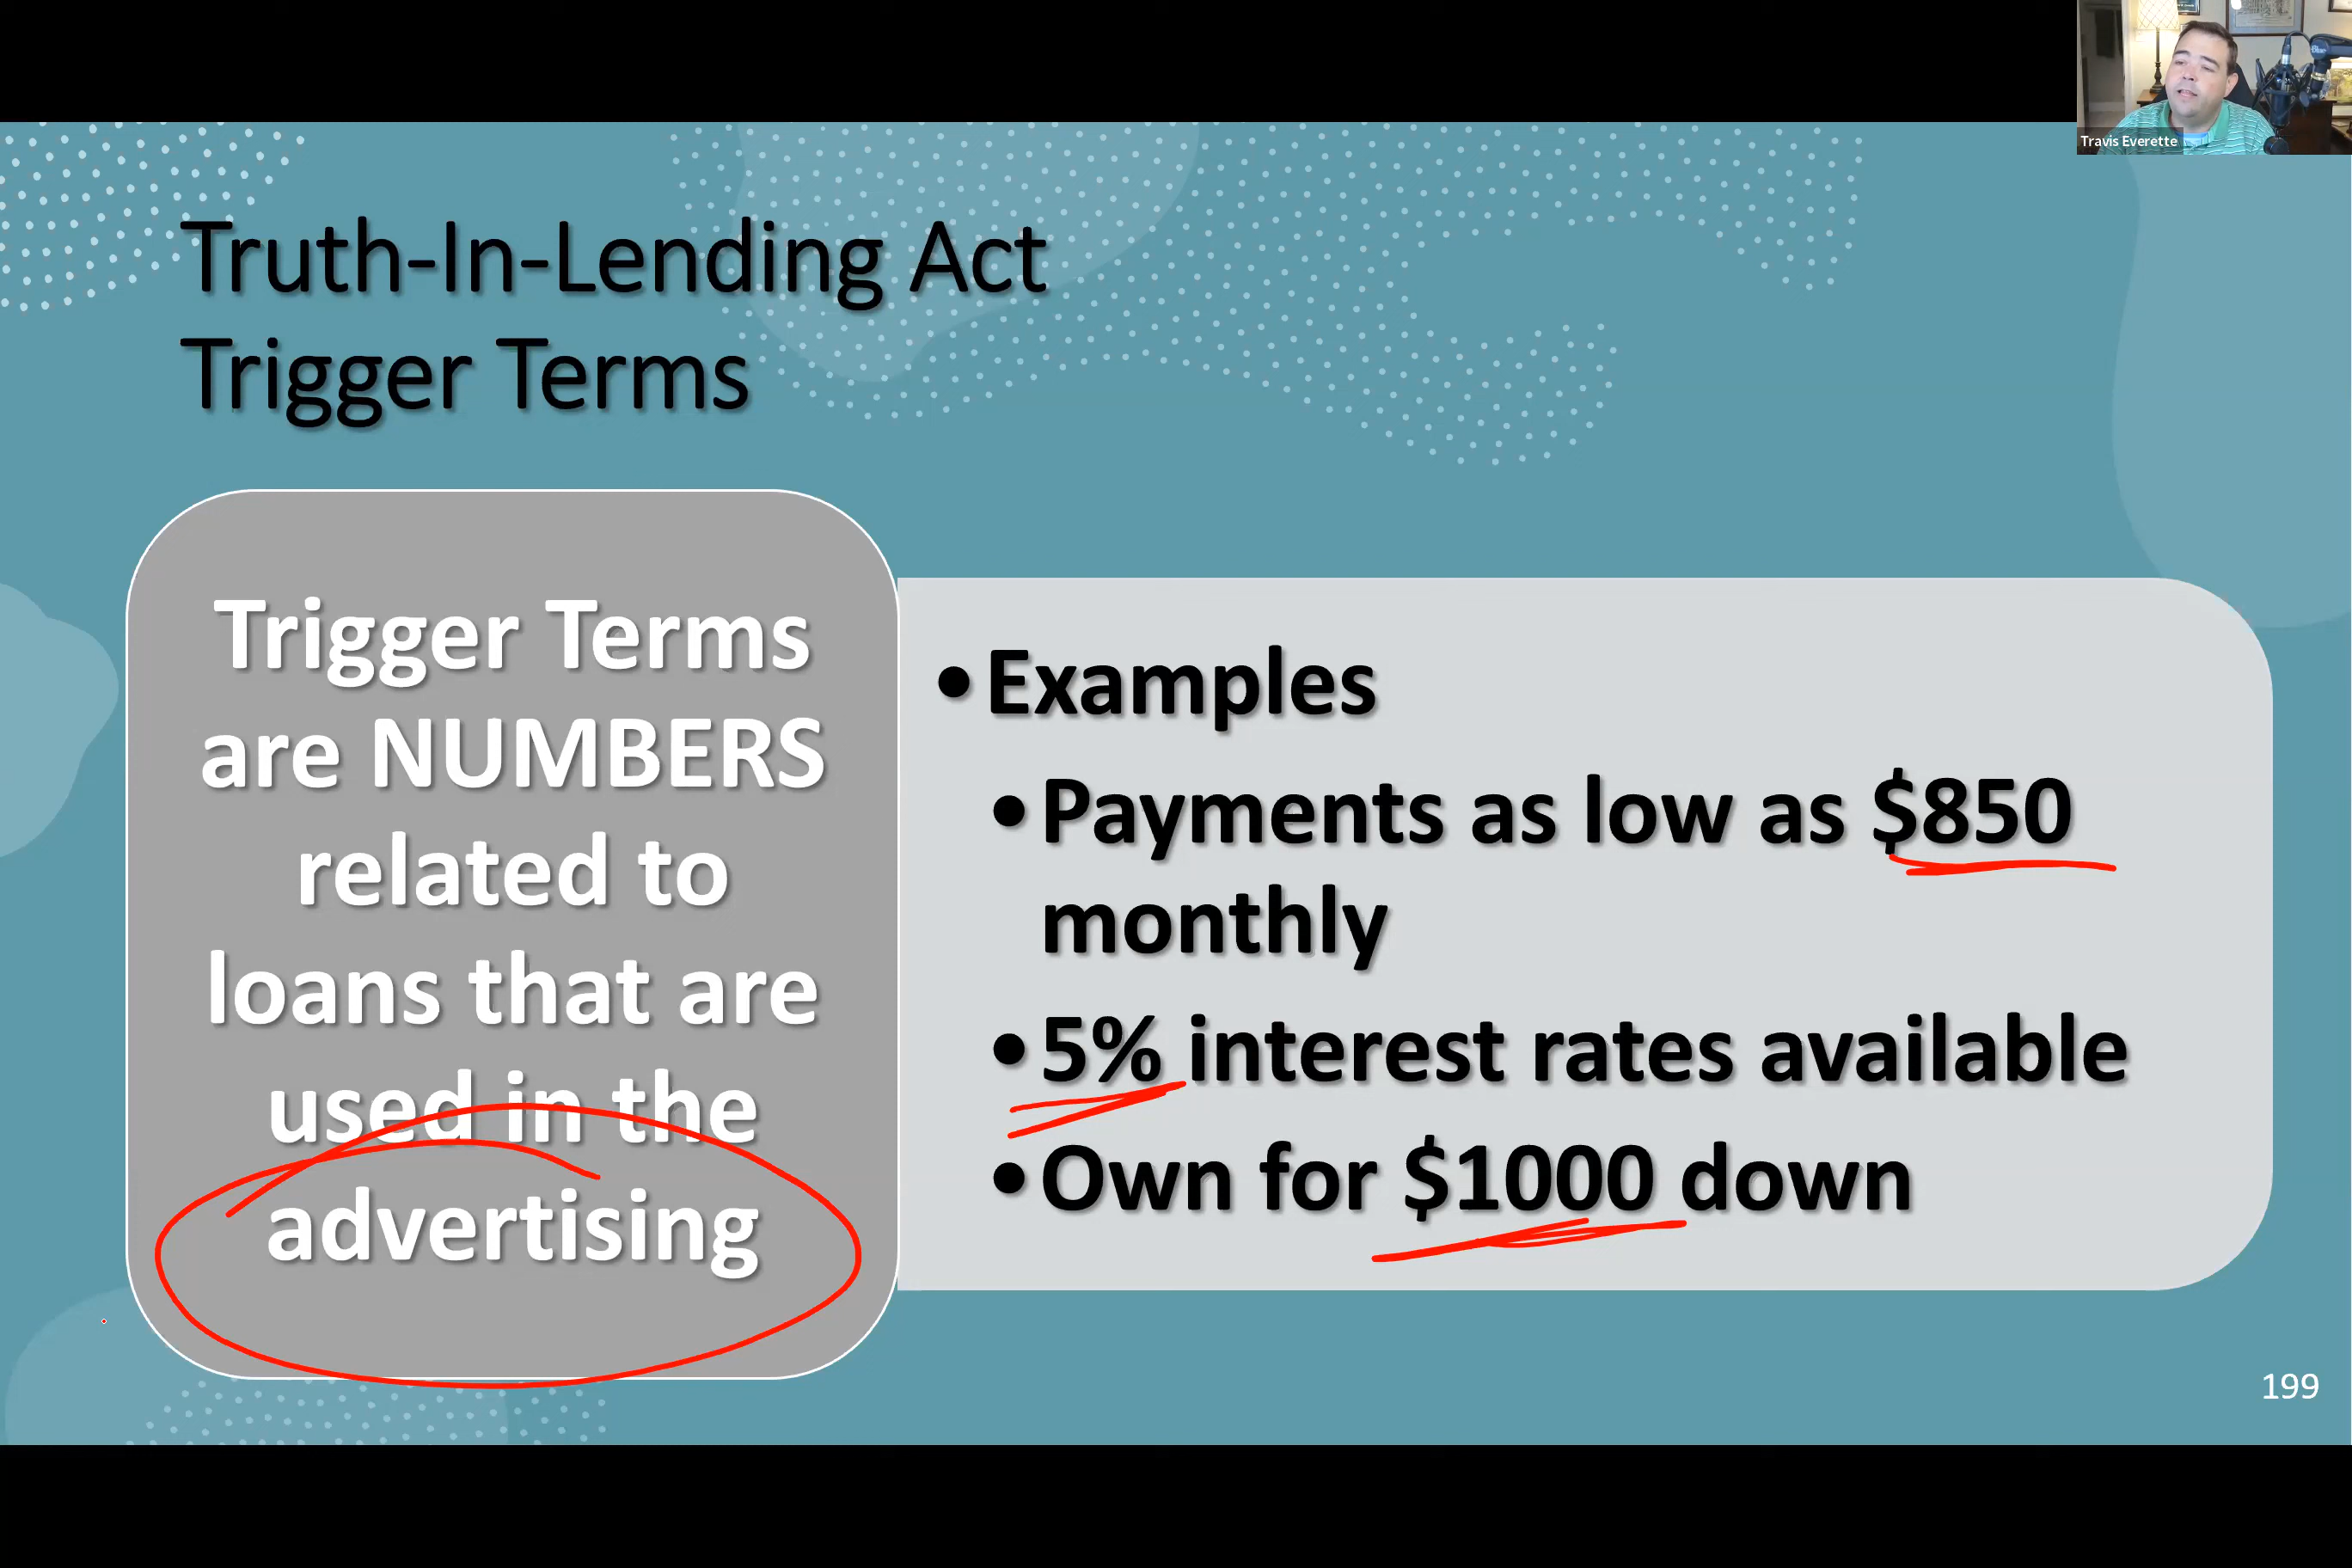 Travis Everette
Truth-In-Lending Act
Trigger Terms
Trigger Terms
are NUMBERS
related to
loans that are
used in the
advertising
•Examples
•Payments as low as $850
monthly
•5% interest rates available
•Own for $1000 down
199